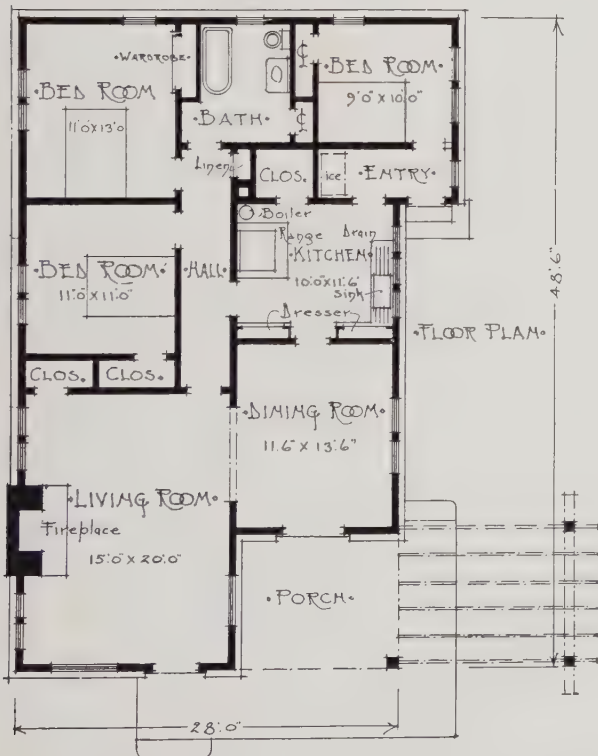 ·WARDROBE·
·BED ROOM
11'0"X13'0
·BATH·
·BED ROOM·
9'0"X10'0"
Linen
CLOS.
ice
·ENTRY·
Boiler
Range
Drain
·KITCHEN·
10'0"X11'6"
Sink
Dresser
·BED ROOM·
11'0"X11'0"
·HALL·
CLOS.
CLOS.
·FLOOR PLAN·
48'6"
·DINING ROOM·
11'6" X 13'6"
·LIVING ROOM·
Fireplace
15'0" X 20'0"
·PORCH·
28'0"